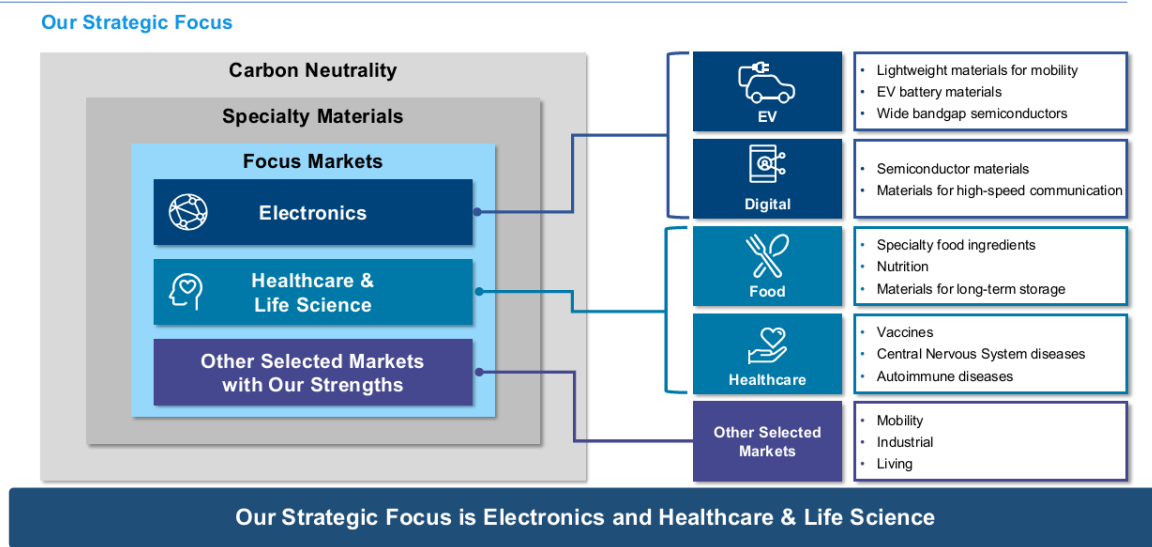 Our Strategic Focus
Carbon Neutrality
Specialty Materials
Focus Markets
Electronics
Healthcare &
Life Science
Other Selected Markets
with Our Strengths
EV
• Lightweight materials for mobility
• EV battery materials
• Wide bandgap semiconductors
Digital
• Semiconductor materials
• Materials for high-speed communication
Food
• Specialty food ingredients
• Nutrition
• Materials for long-term storage
Healthcare
• Vaccines
• Central Nervous System diseases
• Autoimmune diseases
Other Selected
Markets
• Mobility
• Industrial
• Living
Our Strategic Focus is Electronics and Healthcare & Life Science